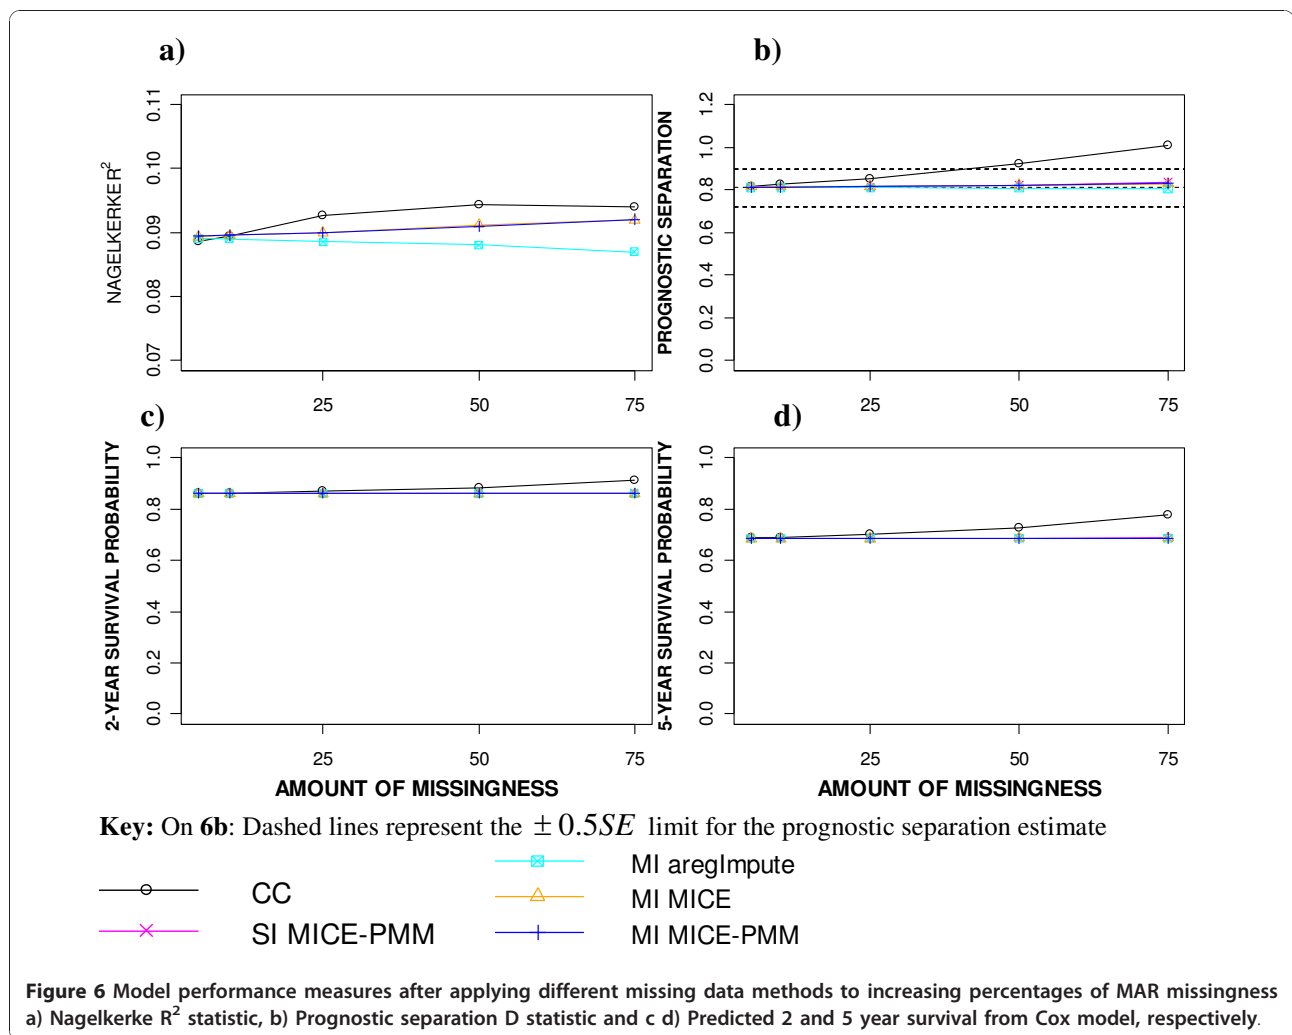 a)
b)
NAGELKERKER²
0.07 0.08 0.09 0.10 0.11
25 50 75
PROGNOSTIC SEPARATION
0.0 0.2 0.4 0.6 0.8 1.0 1.2
25 50 75
c)
d)
2-YEAR SURVIVAL PROBABILITY
0.0 0.2 0.4 0.6 0.8 1.0
25 50 75
AMOUNT OF MISSINGNESS
5-YEAR SURVIVAL PROBABILITY
0.0 0.2 0.4 0.6 0.8 1.0
25 50 75
AMOUNT OF MISSINGNESS
Key: On 6b: Dashed lines represent the ±0.5SE limit for the prognostic separation estimate
CC
SI MICE-PMM
MI aregImpute
MI MICE
MI MICE-PMM
Figure 6 Model performance measures after applying different missing data methods to increasing percentages of MAR missingness
a) Nagelkerke R² statistic, b) Prognostic separation D statistic and c d) Predicted 2 and 5 year survival from Cox model, respectively.